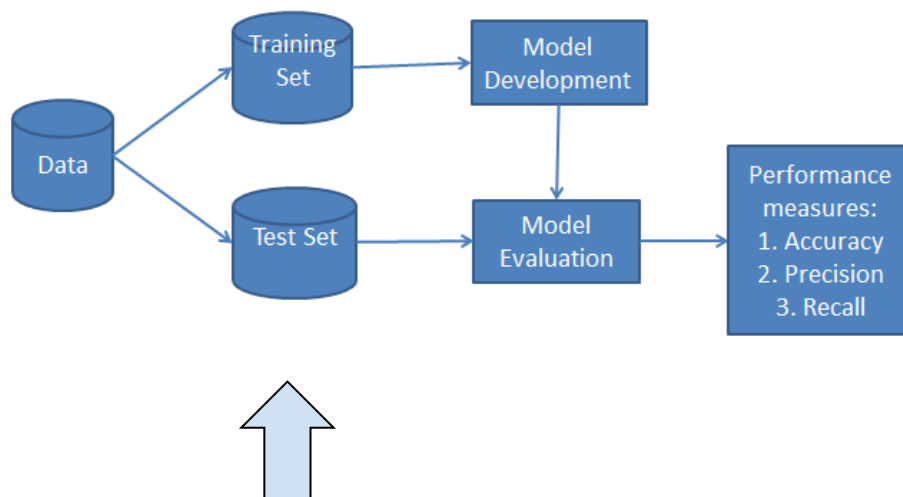 Training
Set
Model
Development
Data
Test Set
Model
Evaluation
Performance
measures:
1. Accuracy
2. Precision
3. Recall